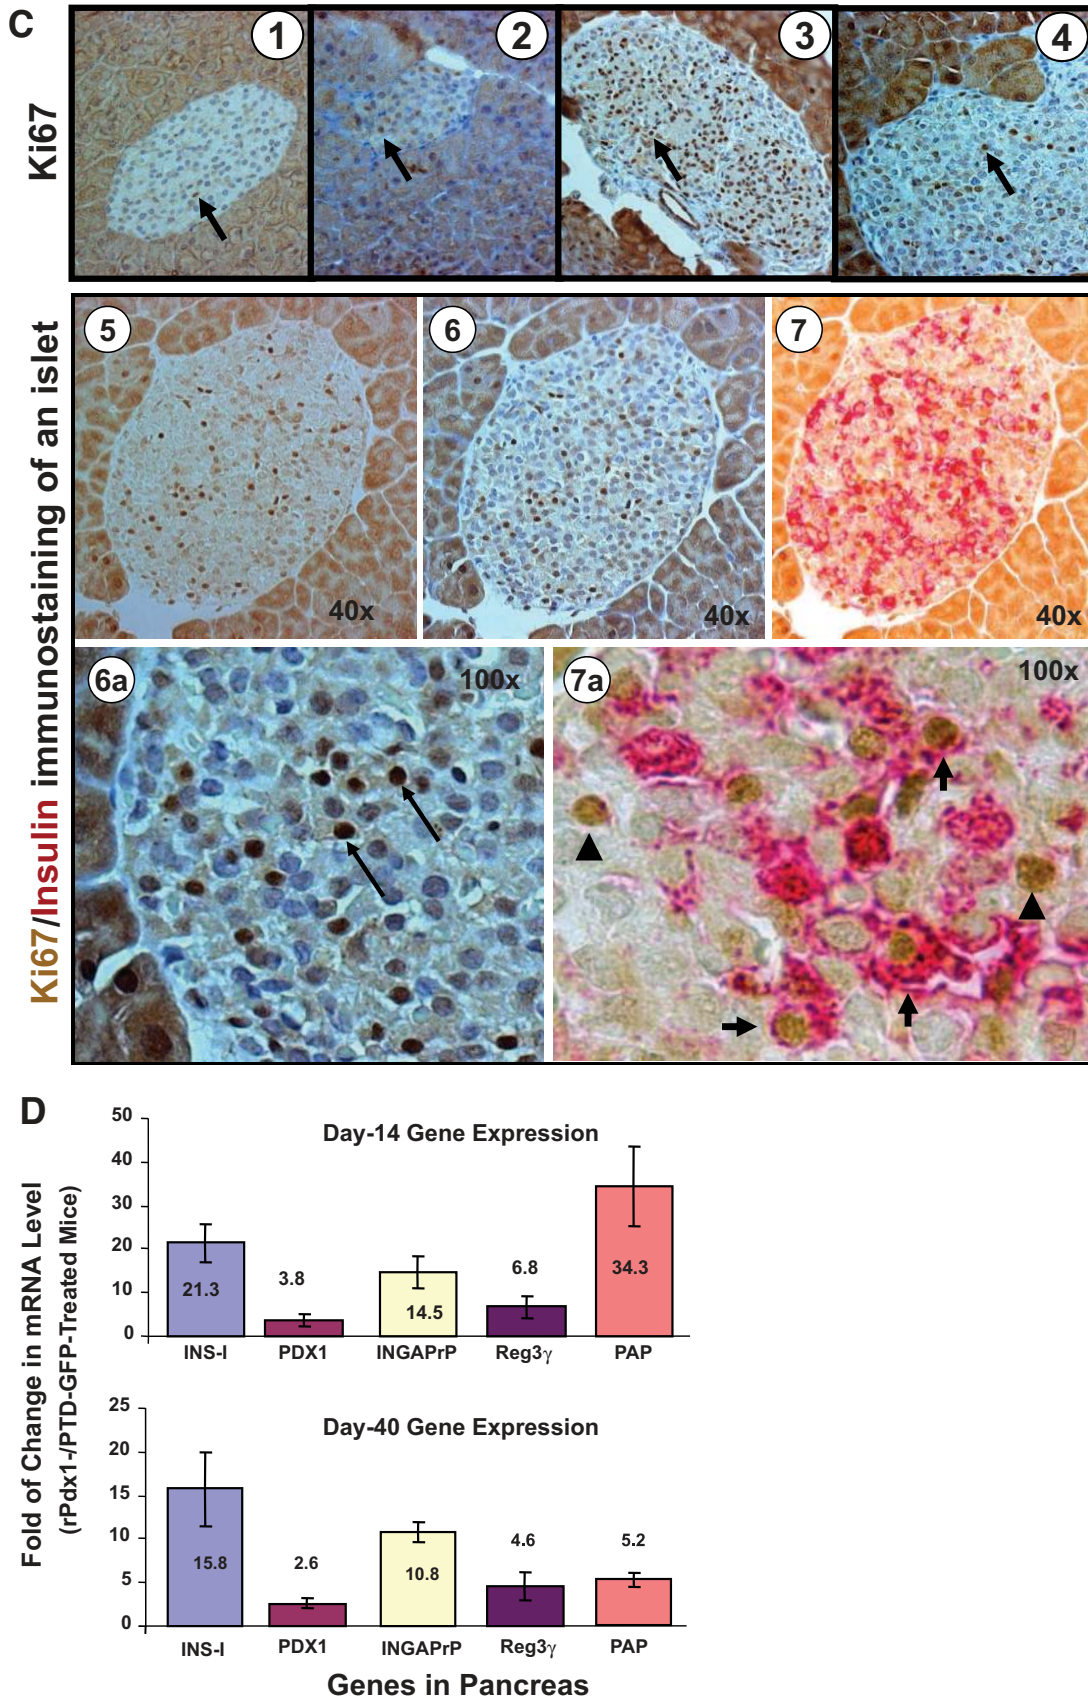 C
Ki67
1
2
3
4
Ki67/Insulin immunostaining of an islet
5
40x
6
40x
7
40x
6a
100x
7a
100x
D
Fold of Change in mRNA Level
(rPdx1-/PTD-GFP-Treated Mice)
Day-14 Gene Expression
50
40
30
20
10
0
21.3
3.8
14.5
6.8
34.3
INS-I
PDX1
INGAPrP
Reg3γ
PAP
Day-40 Gene Expression
25
20
15
10
5
0
15.8
2.6
10.8
4.6
5.2
INS-I
PDX1
INGAPrP
Reg3γ
PAP
Genes in Pancreas